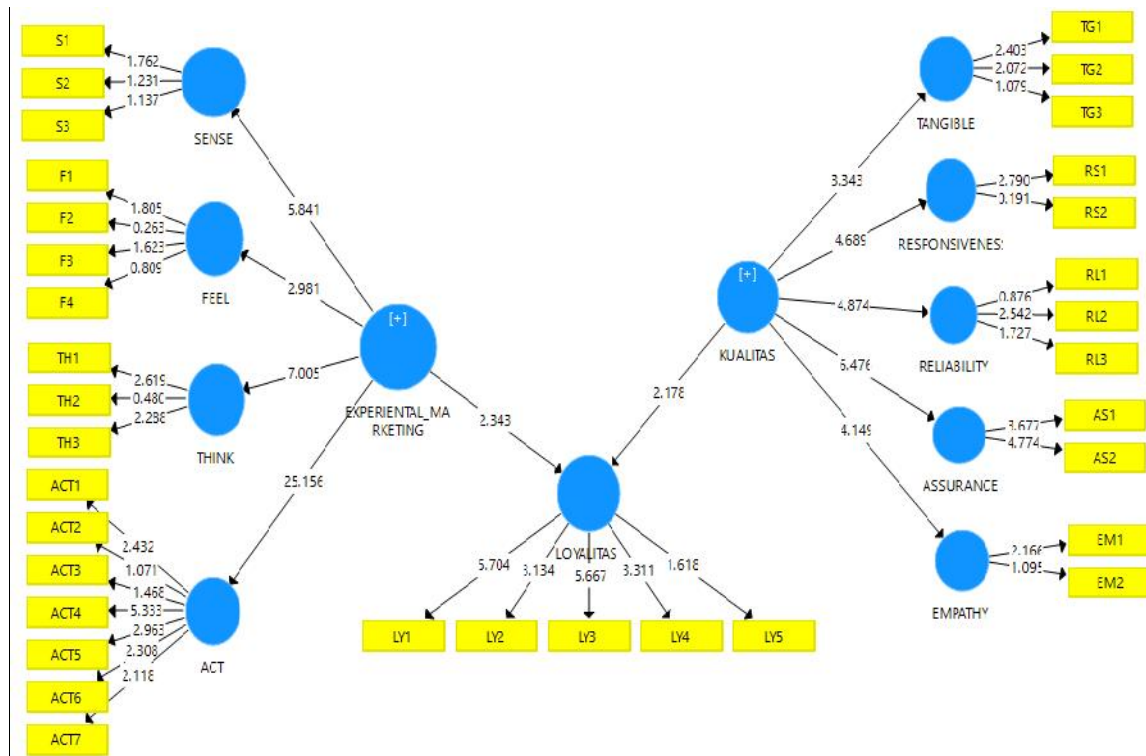 S1
S2
S3
1.762
1.231
1.137
SENSE
F1
F2
F3
F4
1.805
0.263
1.623
0.809
FEEL
TH1
TH2
TH3
2.619
0.480
THINK
ACT1
ACT2
ACT3
ACT4
ACT5
ACT6
ACT7
2.432
1.071
1.468
5.333
2.963
2.308
2.118
ACT
5.841
2.981
7.005
25.156
[+]
EXPERIENTAL_MA
RKETING
2.343
2.178
LOYALITAS
5.704
3.134
5.667
3.311
1.618
LY1
LY2
LY3
LY4
LY5
[+]
KUALITAS
3.343
4.689
4.874
4.149
TANGIBLE
2.403
2.072
1.079
TG1
TG2
TG3
RESPONSIVENESS
2.790
RS1
RS2
RELIABILITY
0.876
2.542
1.727
RL1
RL2
RL3
ASSURANCE
3.677
4.774
AS1
AS2
EMPATHY
2.166
1.095
EM1
EM2